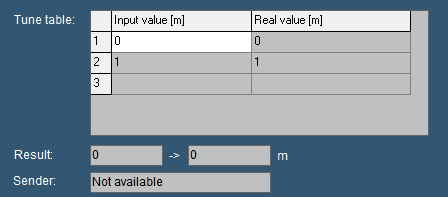 Tune table:
Input value [m] Real value [m]
1 0 0
2 1 1
3
Result: 0 -> 0 m
Sender: Not available